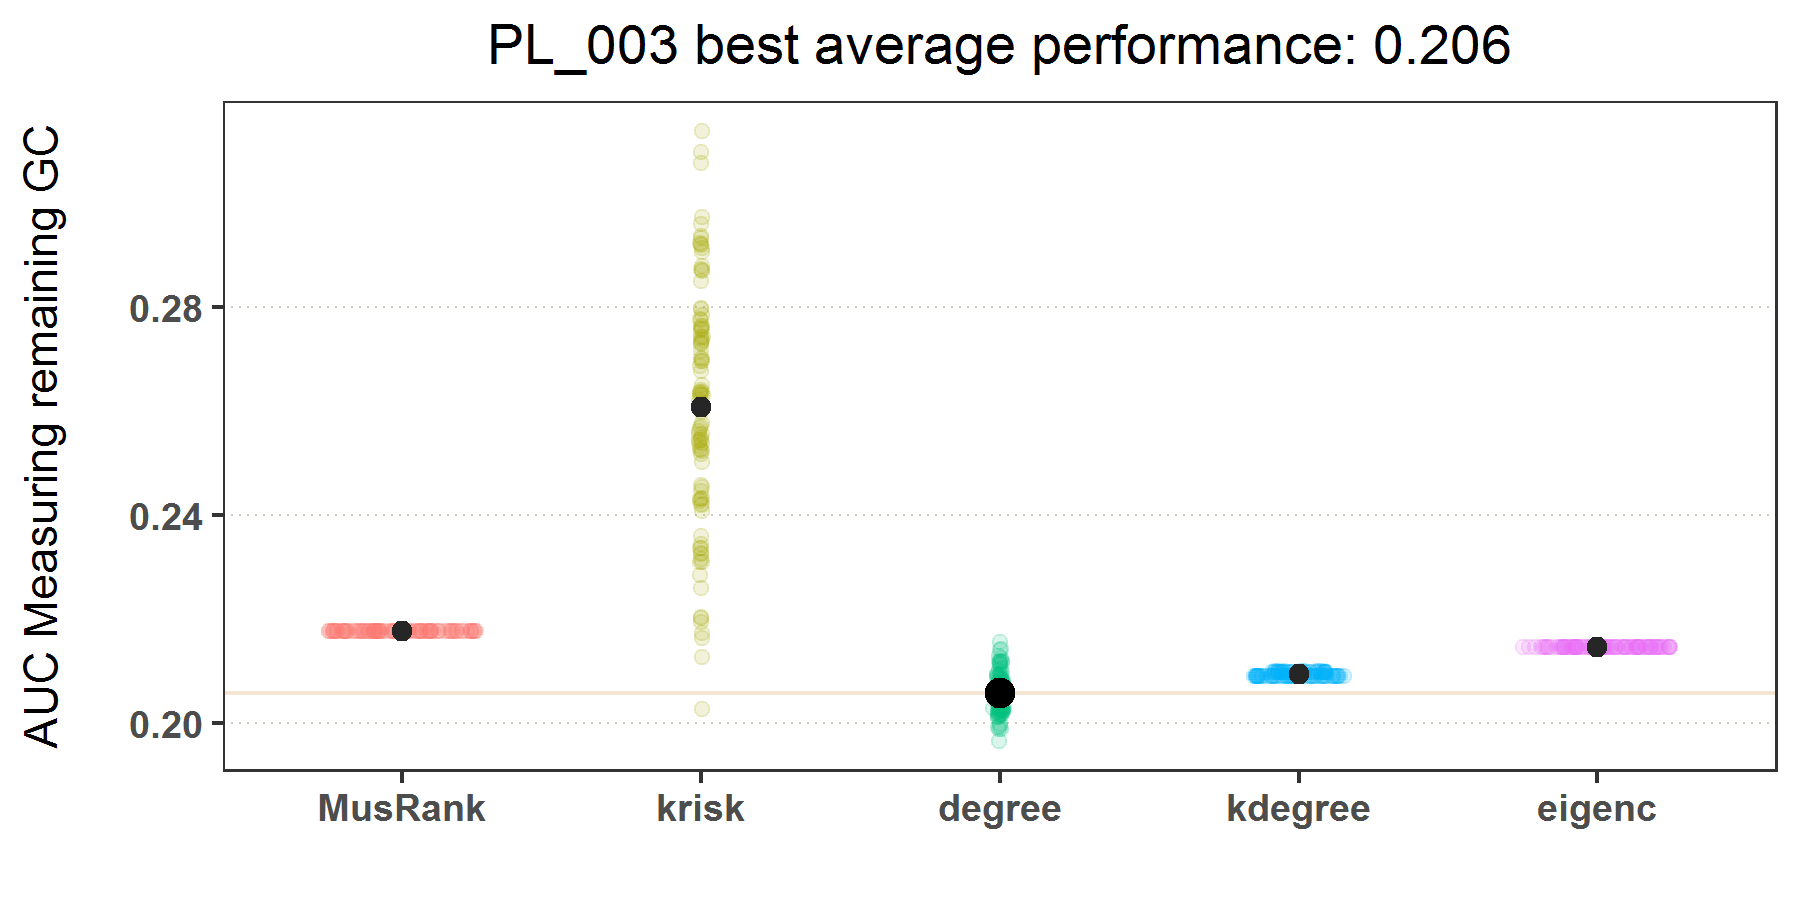 PL_003 best average performance: 0.206
AUC Measuring remaining GC
0.28
0.24
0.20
MusRank krisk degree kdegree eigenc